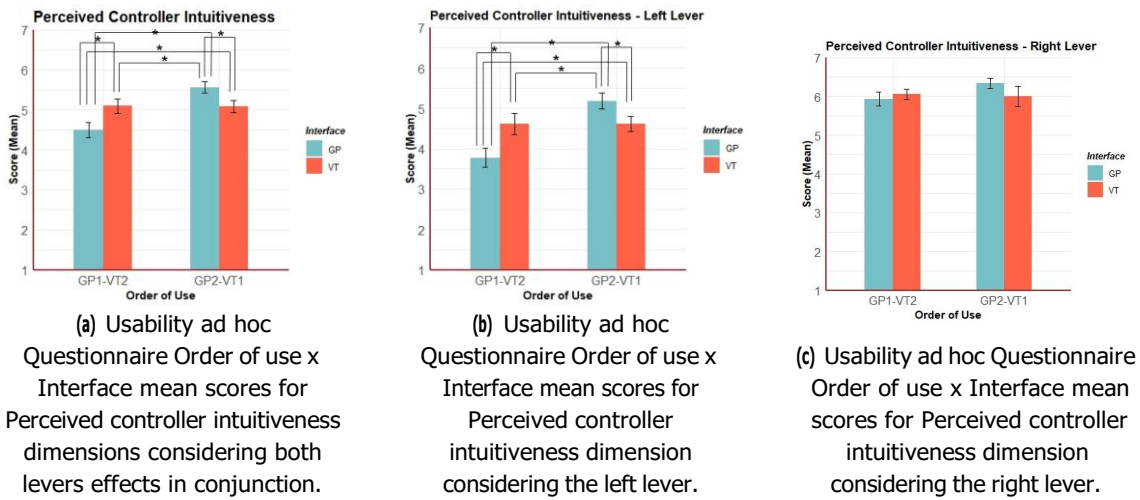 Perceived Controller Intuitiveness
7
6
5
4
3
2
1
Score (Mean)
* * * *
GP1-VT2 GP2-VT1
Order of Use
Interface
GP
VT
(a) Usability ad hoc
Questionnaire Order of use x
Interface mean scores for
Perceived controller intuitiveness
dimensions considering both
levers effects in conjunction.
Perceived Controller Intuitiveness - Left Lever
7
6
5
4
3
2
1
Score (Mean)
* * * * *
GP1-VT2 GP2-VT1
Order of Use
Interface
GP
VT
(b) Usability ad hoc
Questionnaire Order of use x
Interface mean scores for
Perceived controller
intuitiveness dimension
considering the left lever.
Perceived Controller Intuitiveness - Right Lever
7
6
5
4
3
2
1
Score (Mean)
GP1-VT2 GP2-VT1
Order of Use
Interface
GP
VT
(c) Usability ad hoc Questionnaire
Order of use x Interface mean
scores for Perceived controller
intuitiveness dimension
considering the right lever.